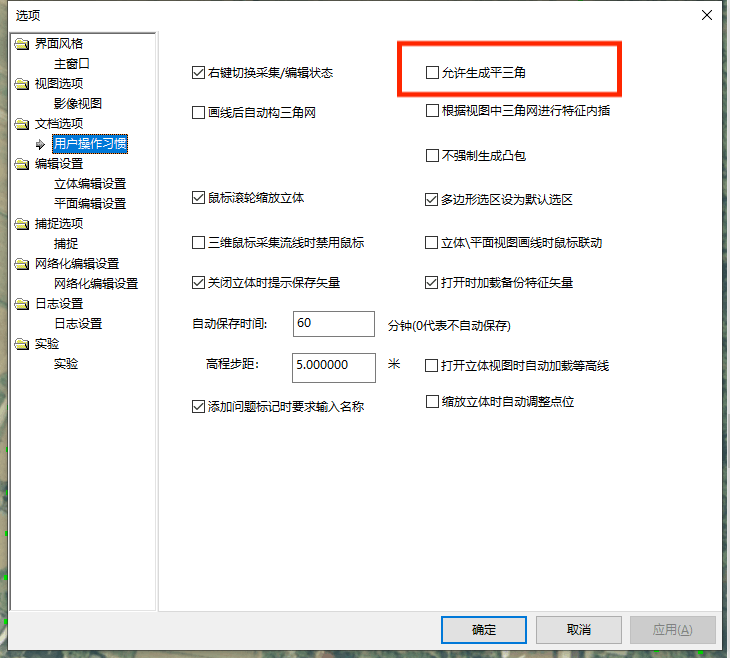 选项
界面风格
主窗口
视图选项
影像视图
文档选项
用户操作习惯
编辑设置
立体编辑设置
平面编辑设置
捕捉选项
捕捉
网络化编辑设置
网络化编辑设置
日志设置
日志设置
实验
实验
右键切换采集/编辑状态
允许生成平三角
画线后自动构三角网
根据视图中三角网进行特征内插
不强制生成凸包
鼠标滚轮缩放立体
多边形选区设为默认选区
三维鼠标采集流线时禁用鼠标
立体\平面视图画线时鼠标联动
关闭立体时提示保存矢量
打开时加载备份特征矢量
自动保存时间: 60 分钟(0代表不自动保存)
高程步距: 5.000000 米
打开立体视图时自动加载等高线
添加问题标记时要求输入名称
缩放立体时自动调整点位
确定 取消 应用(A)